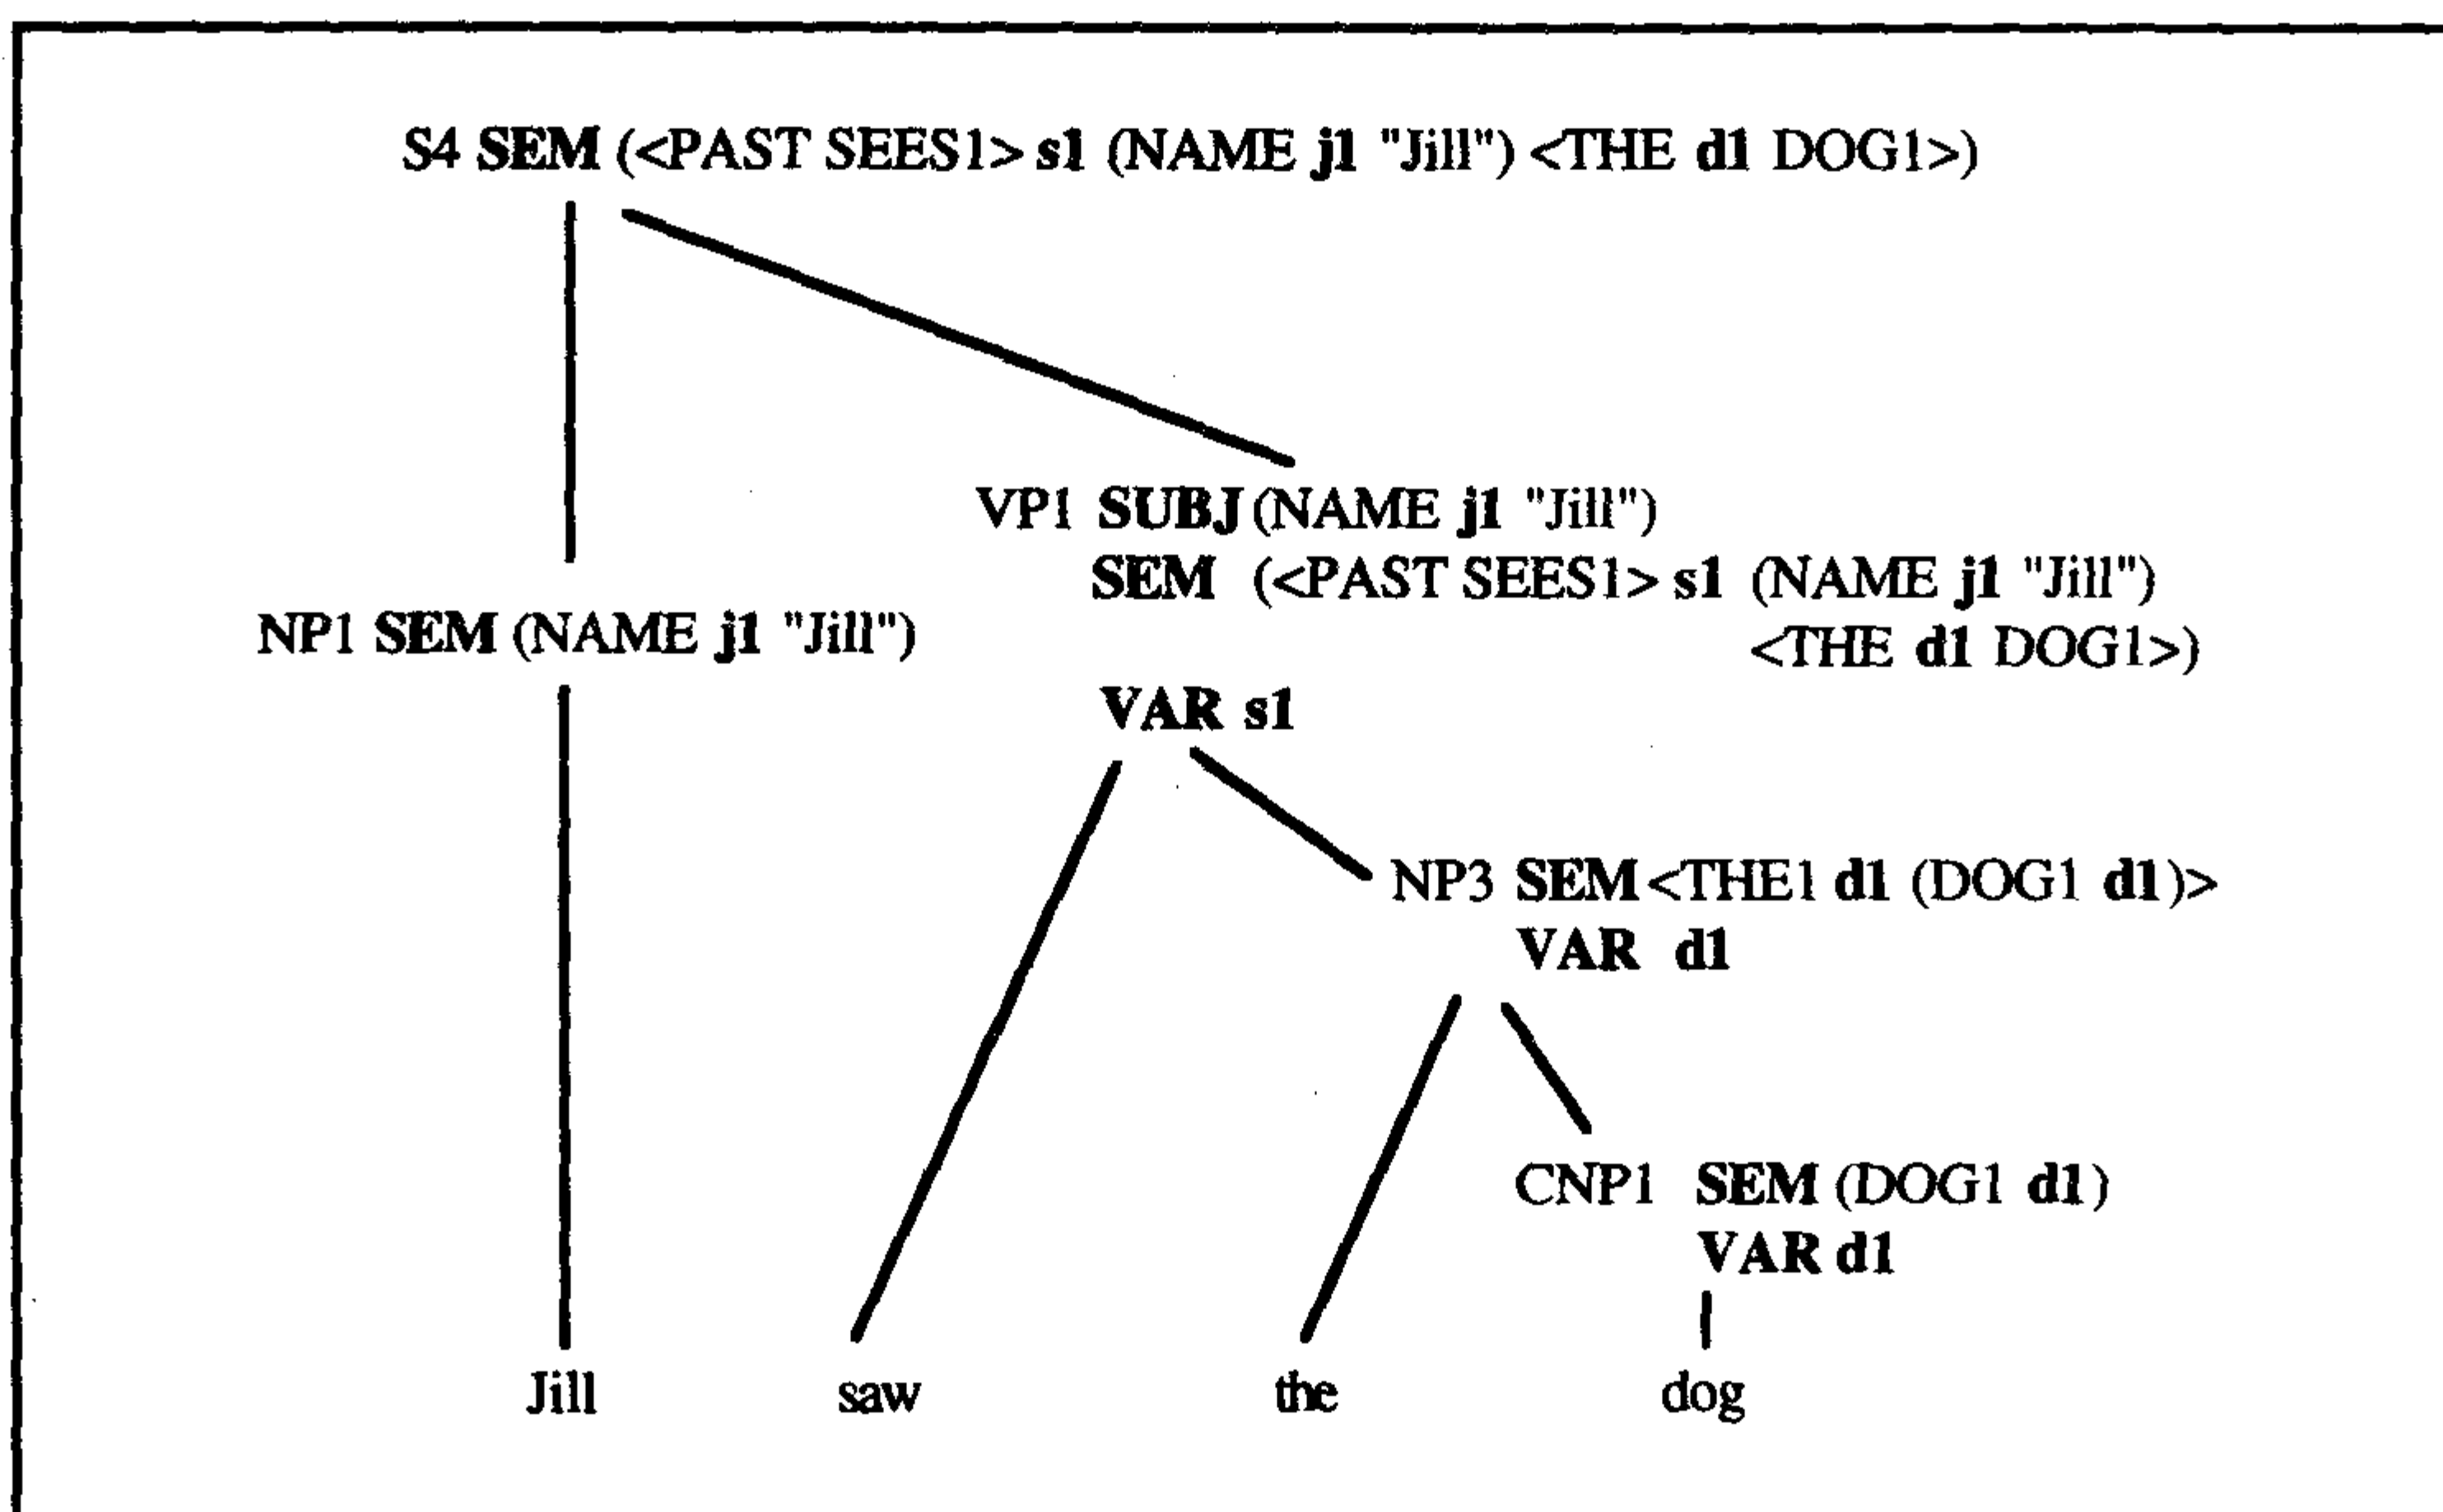 S4 SEM (<PAST SEES1> s1 (NAME j1 "Jill") <THE d1 DOG1>)
VP1 SUBJ (NAME j1 "Jill")
SEM (<PAST SEES1> s1 (NAME j1 "Jill")
NP1 SEM (NAME j1 "Jill")
<THE d1 DOG1>)
VAR s1
NP3 SEM <THE1 d1 (DOG1 d1)>
VAR d1
CNP1 SEM (DOG1 d1)
VAR d1
Jill saw the dog